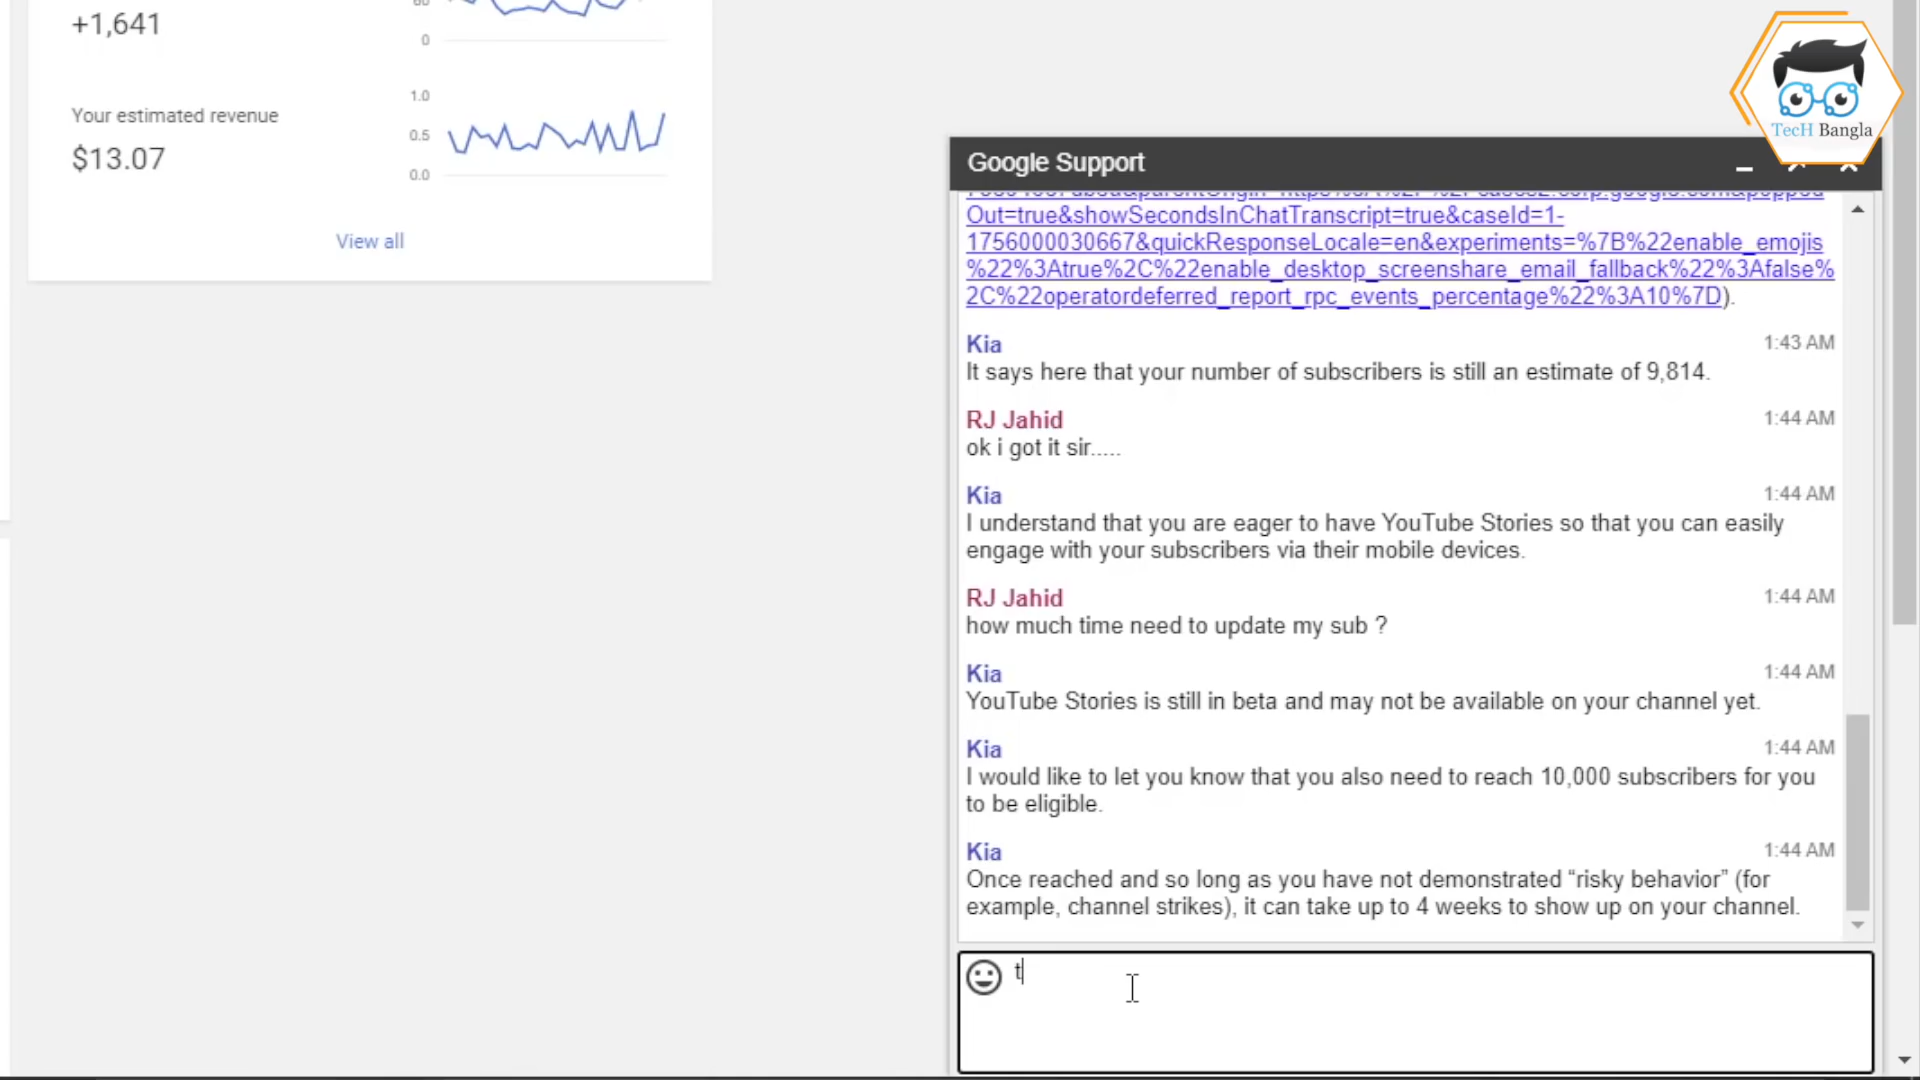 +1,641
60
0
Your estimated revenue
$13.07
1.0
0.5
0.0
View all
TecH Bangla
Google Support
Out=true&showSecondsInChatTranscript=true&caseId=1-
1756000030667&quickResponseLocale=en&experiments=%7B%22enable_emojis
%22%3Atrue%2C%22enable_desktop_screenshare_email_fallback%22%3Afalse%
2C%22operatordeferred_report_rpc_events_percentage%22%3A10%7D).
Kia 1:43 AM
It says here that your number of subscribers is still an estimate of 9,814.
RJ Jahid 1:44 AM
ok i got it sir.....
Kia 1:44 AM
I understand that you are eager to have YouTube Stories so that you can easily
engage with your subscribers via their mobile devices.
RJ Jahid 1:44 AM
how much time need to update my sub ?
Kia 1:44 AM
YouTube Stories is still in beta and may not be available on your channel yet.
Kia 1:44 AM
I would like to let you know that you also need to reach 10,000 subscribers for you
to be eligible.
Kia 1:44 AM
Once reached and so long as you have not demonstrated “risky behavior” (for
example, channel strikes), it can take up to 4 weeks to show up on your channel.
t